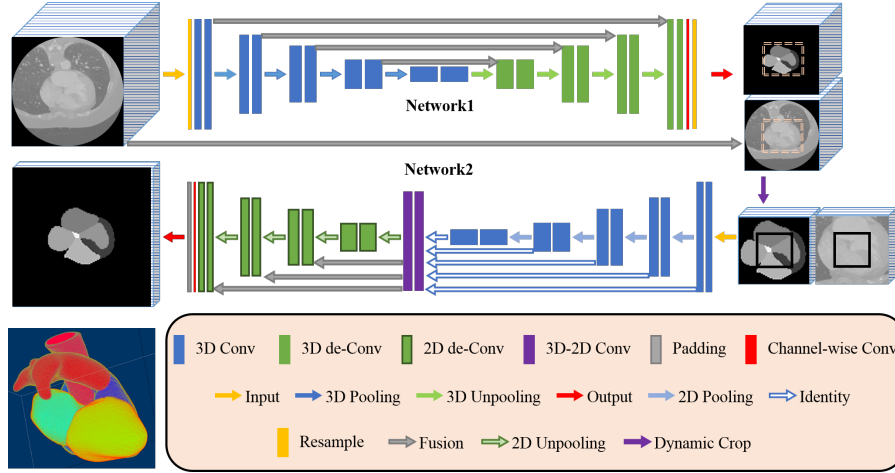 Network1
Network2
3D Conv 3D de-Conv 2D de-Conv 3D-2D Conv Padding Channel-wise Conv
Input 3D Pooling 3D Unpooling Output 2D Pooling Identity
Resample Fusion 2D Unpooling Dynamic Crop